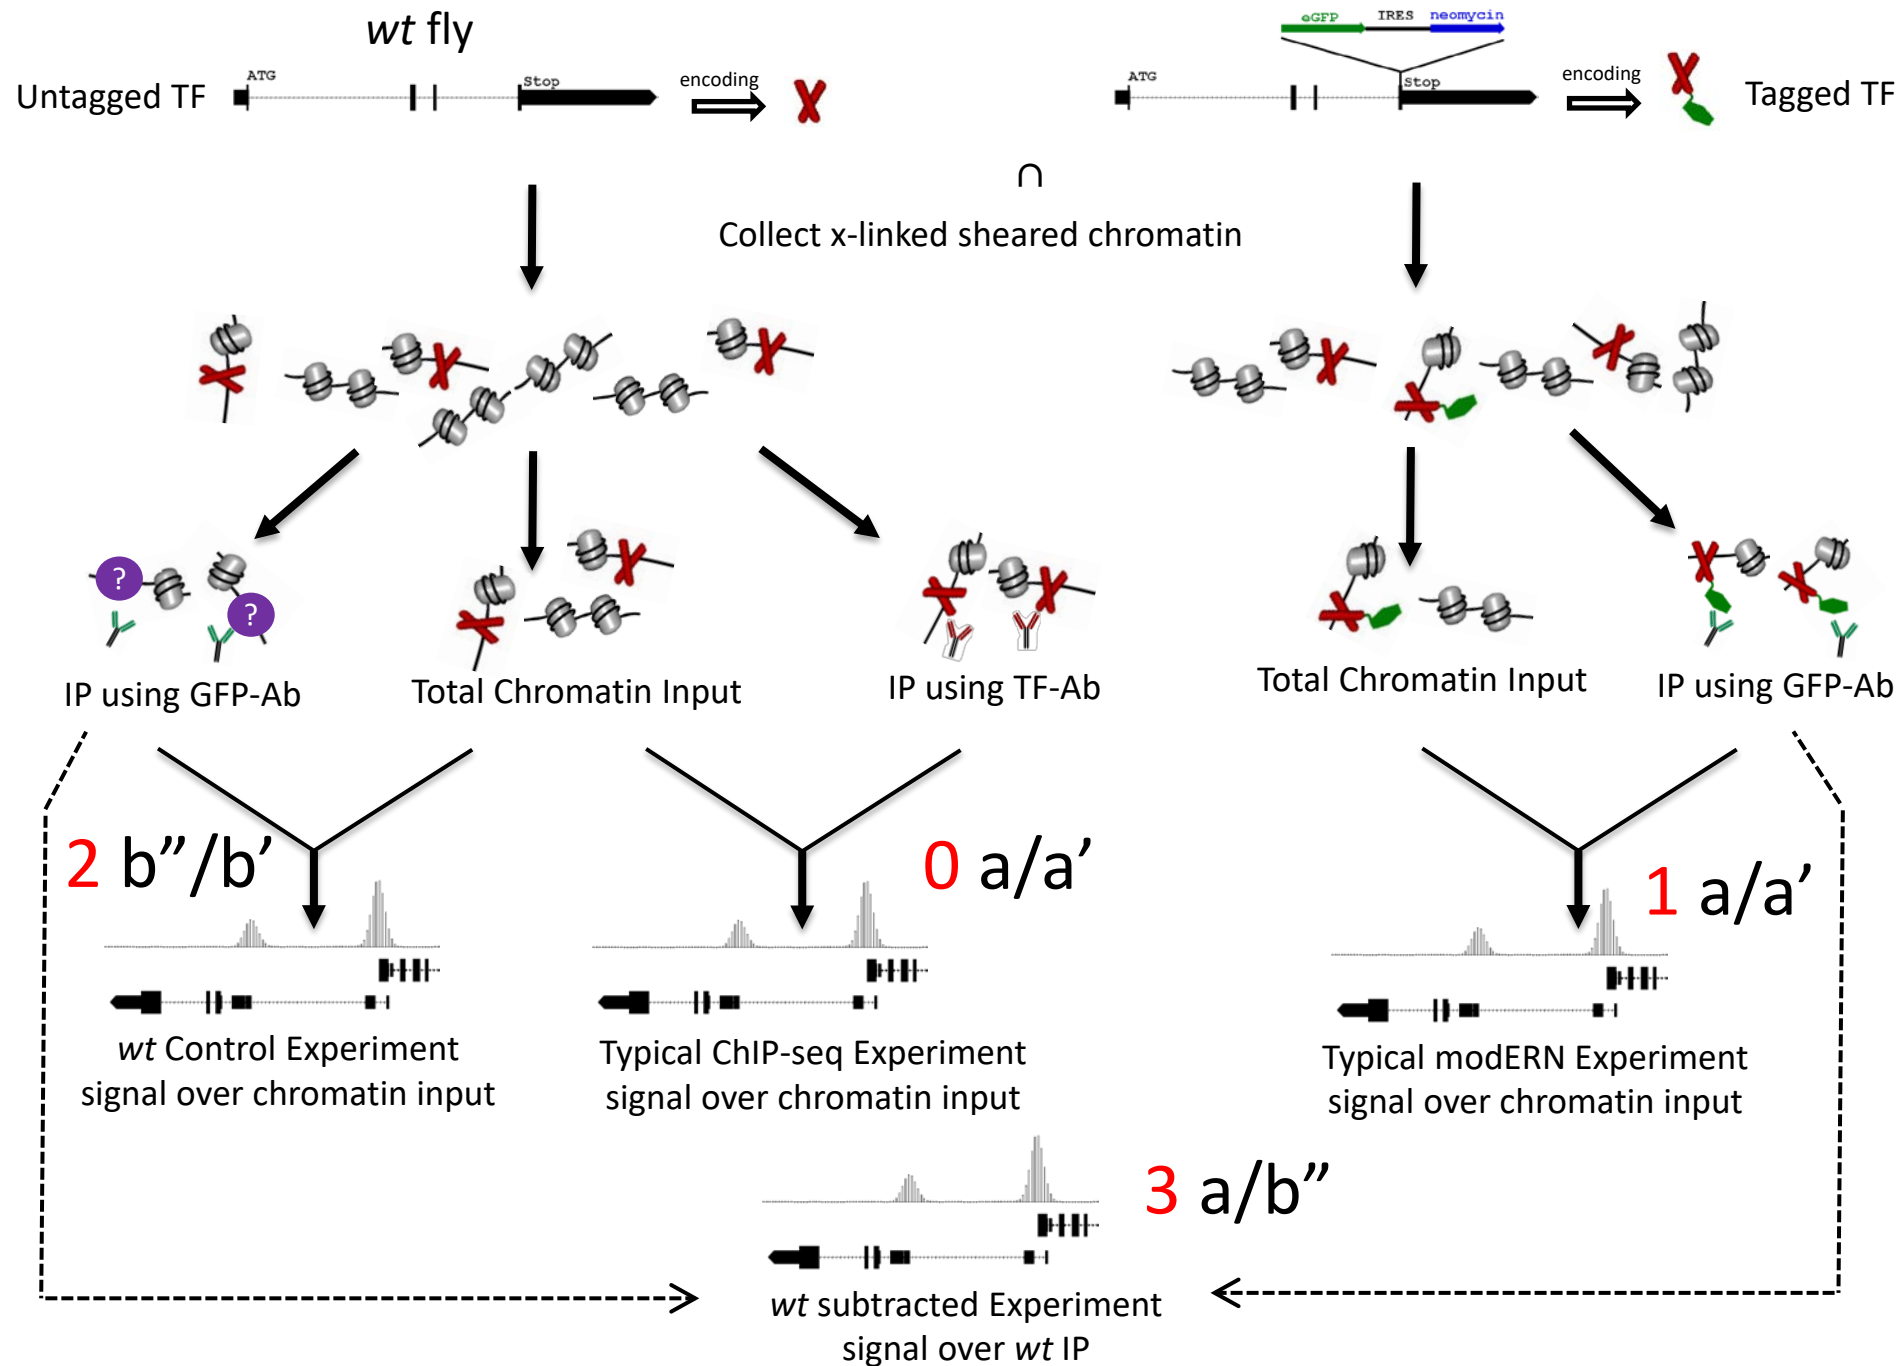 wt fly
Untagged TF
ATG
Stop
encoding
eGFP IRES neomycin
ATG
Stop
encoding
Tagged TF
∩
Collect x-linked sheared chromatin
?
?
IP using GFP-Ab
Total Chromatin Input
IP using TF-Ab
Total Chromatin Input
IP using GFP-Ab
2 b”/b’
0 a/a’
1 a/a’
wt Control Experiment
signal over chromatin input
Typical ChIP-seq Experiment
signal over chromatin input
Typical modERN Experiment
signal over chromatin input
3 a/b”
wt subtracted Experiment
signal over wt IP